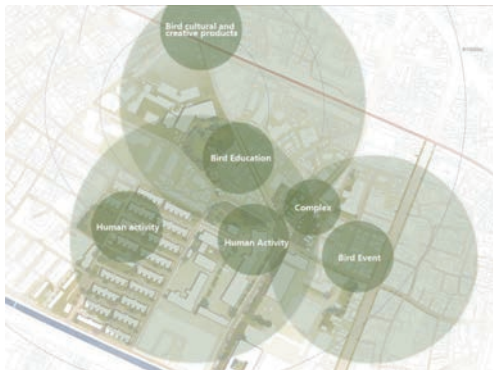 Bird cultural and
creative products
Bird Education
Complex
Human activity
Human Activity
Bird Event